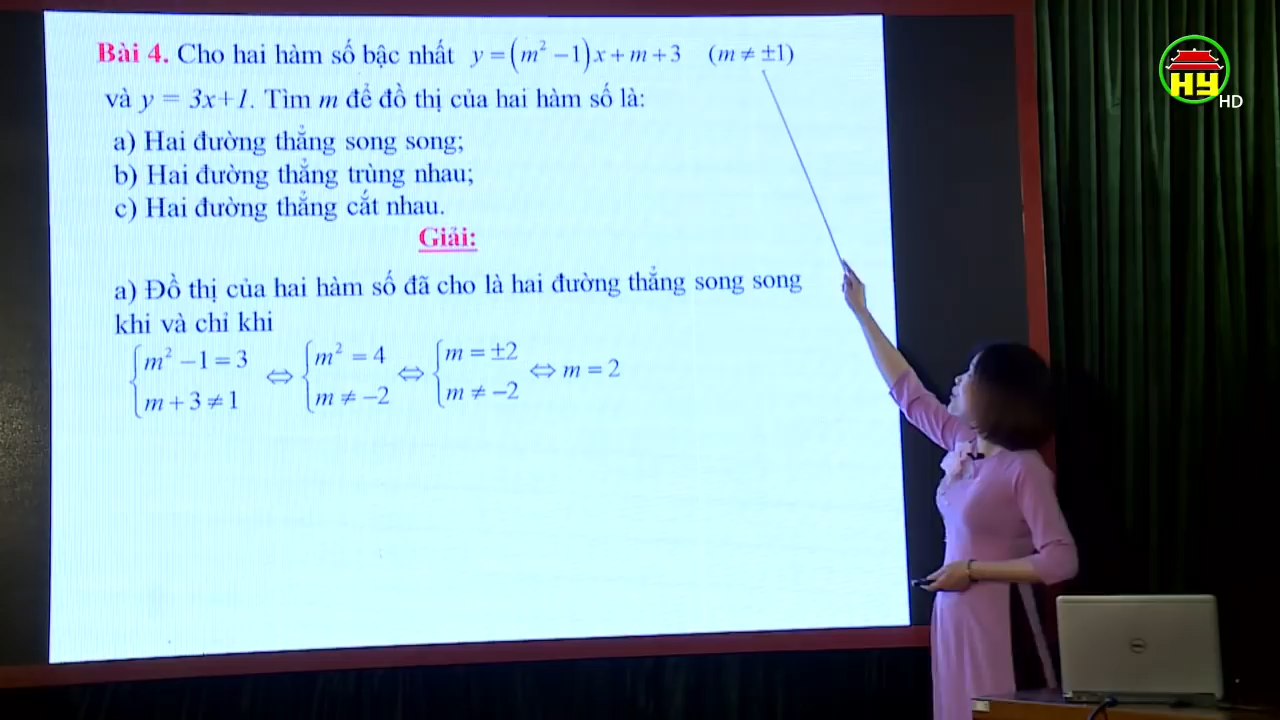 Bài 4. Cho hai hàm số bậc nhất y = (m² − 1)x + m + 3 (m ≠ ±1)
và y = 3x+1. Tìm m để đồ thị của hai hàm số là:
a) Hai đường thẳng song song;
b) Hai đường thẳng trùng nhau;
c) Hai đường thẳng cắt nhau.
Giải:
a) Đồ thị của hai hàm số đã cho là hai đường thẳng song song
khi và chỉ khi
{m² − 1 = 3 ⇔ {m² = 4 ⇔ {m = ±2 ⇔ m = 2
m + 3 ≠ 1 m ≠ −2 m ≠ −2
HY HD
DELL